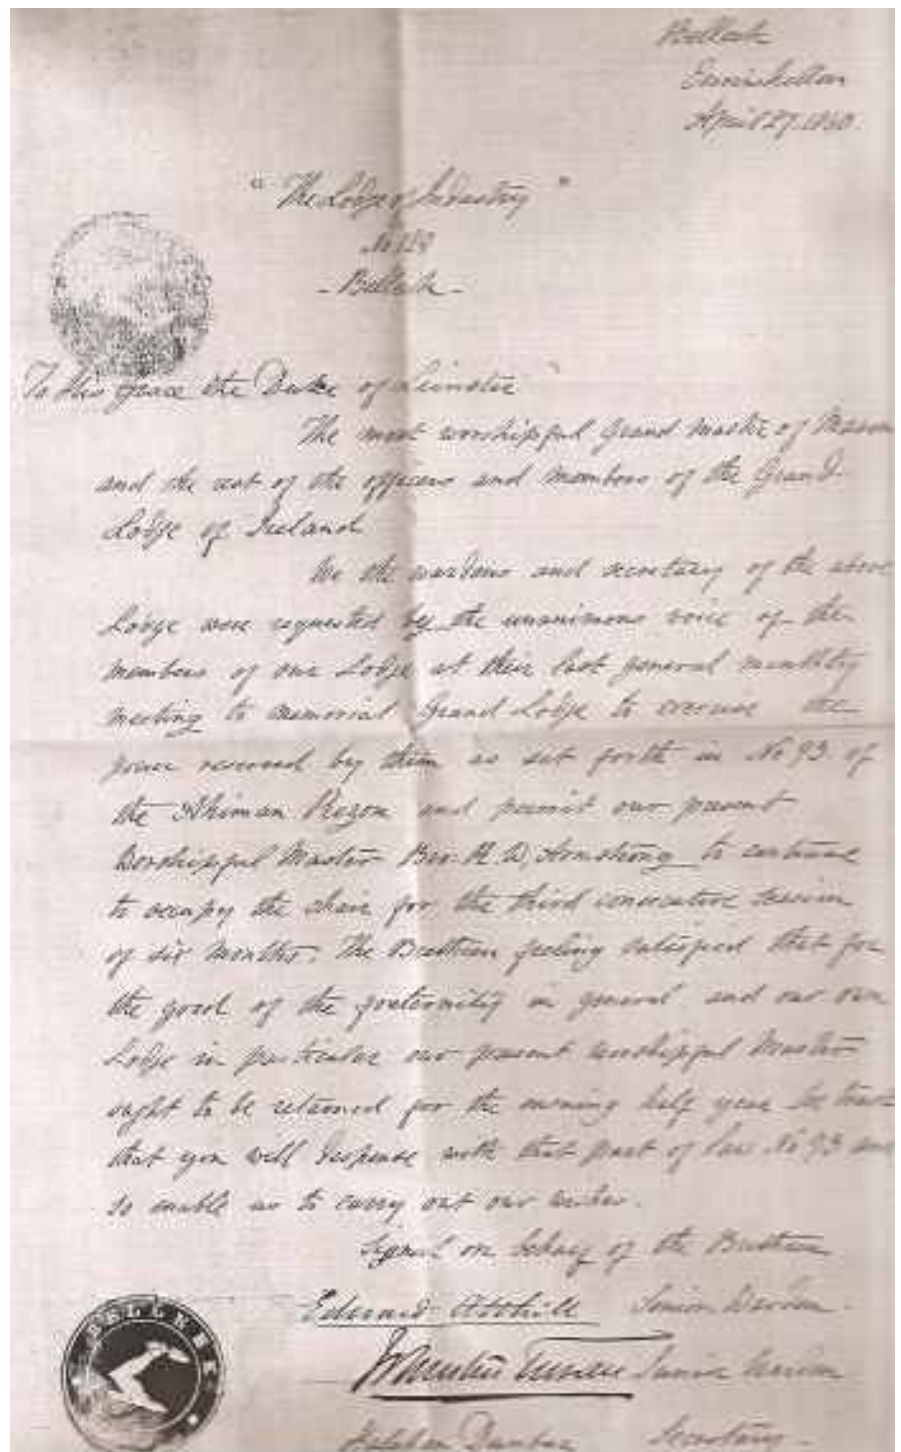 Belleek
Enniskillen
April 27. 1860.
"The Lodge of Industry"
No 128
- Belleek -
To His Grace the Duke of Leinster
The most worshipful Grand Master of Mason
and the rest of the officers and members of the Grand
Lodge of Ireland
We the wardens and secretary of the above
Lodge were requested by the unanimous voice of the
members of our Lodge at their last general monthly
meeting to memorial Grand Lodge to exercise the
power reserved by them as set forth in No 93 of
the Ahiman Rezon and permit our present
Worshipful Master Bro. R. W. Armstrong to continue
to occupy the chair for the third consecutive session
of six months. The Brethren feeling satisfied that for
the good of the fraternity in general and our own
Lodge in particular our present worshipful Master
ought to be retained for the ensuing half year We trust
that you will dispense with that part of law No 93 and
so enable us to carry out our wishes.
Signed on behalf of the Brethren
Edward Atthill Senior Warden.
Junior Warden
Dunbar Secretary